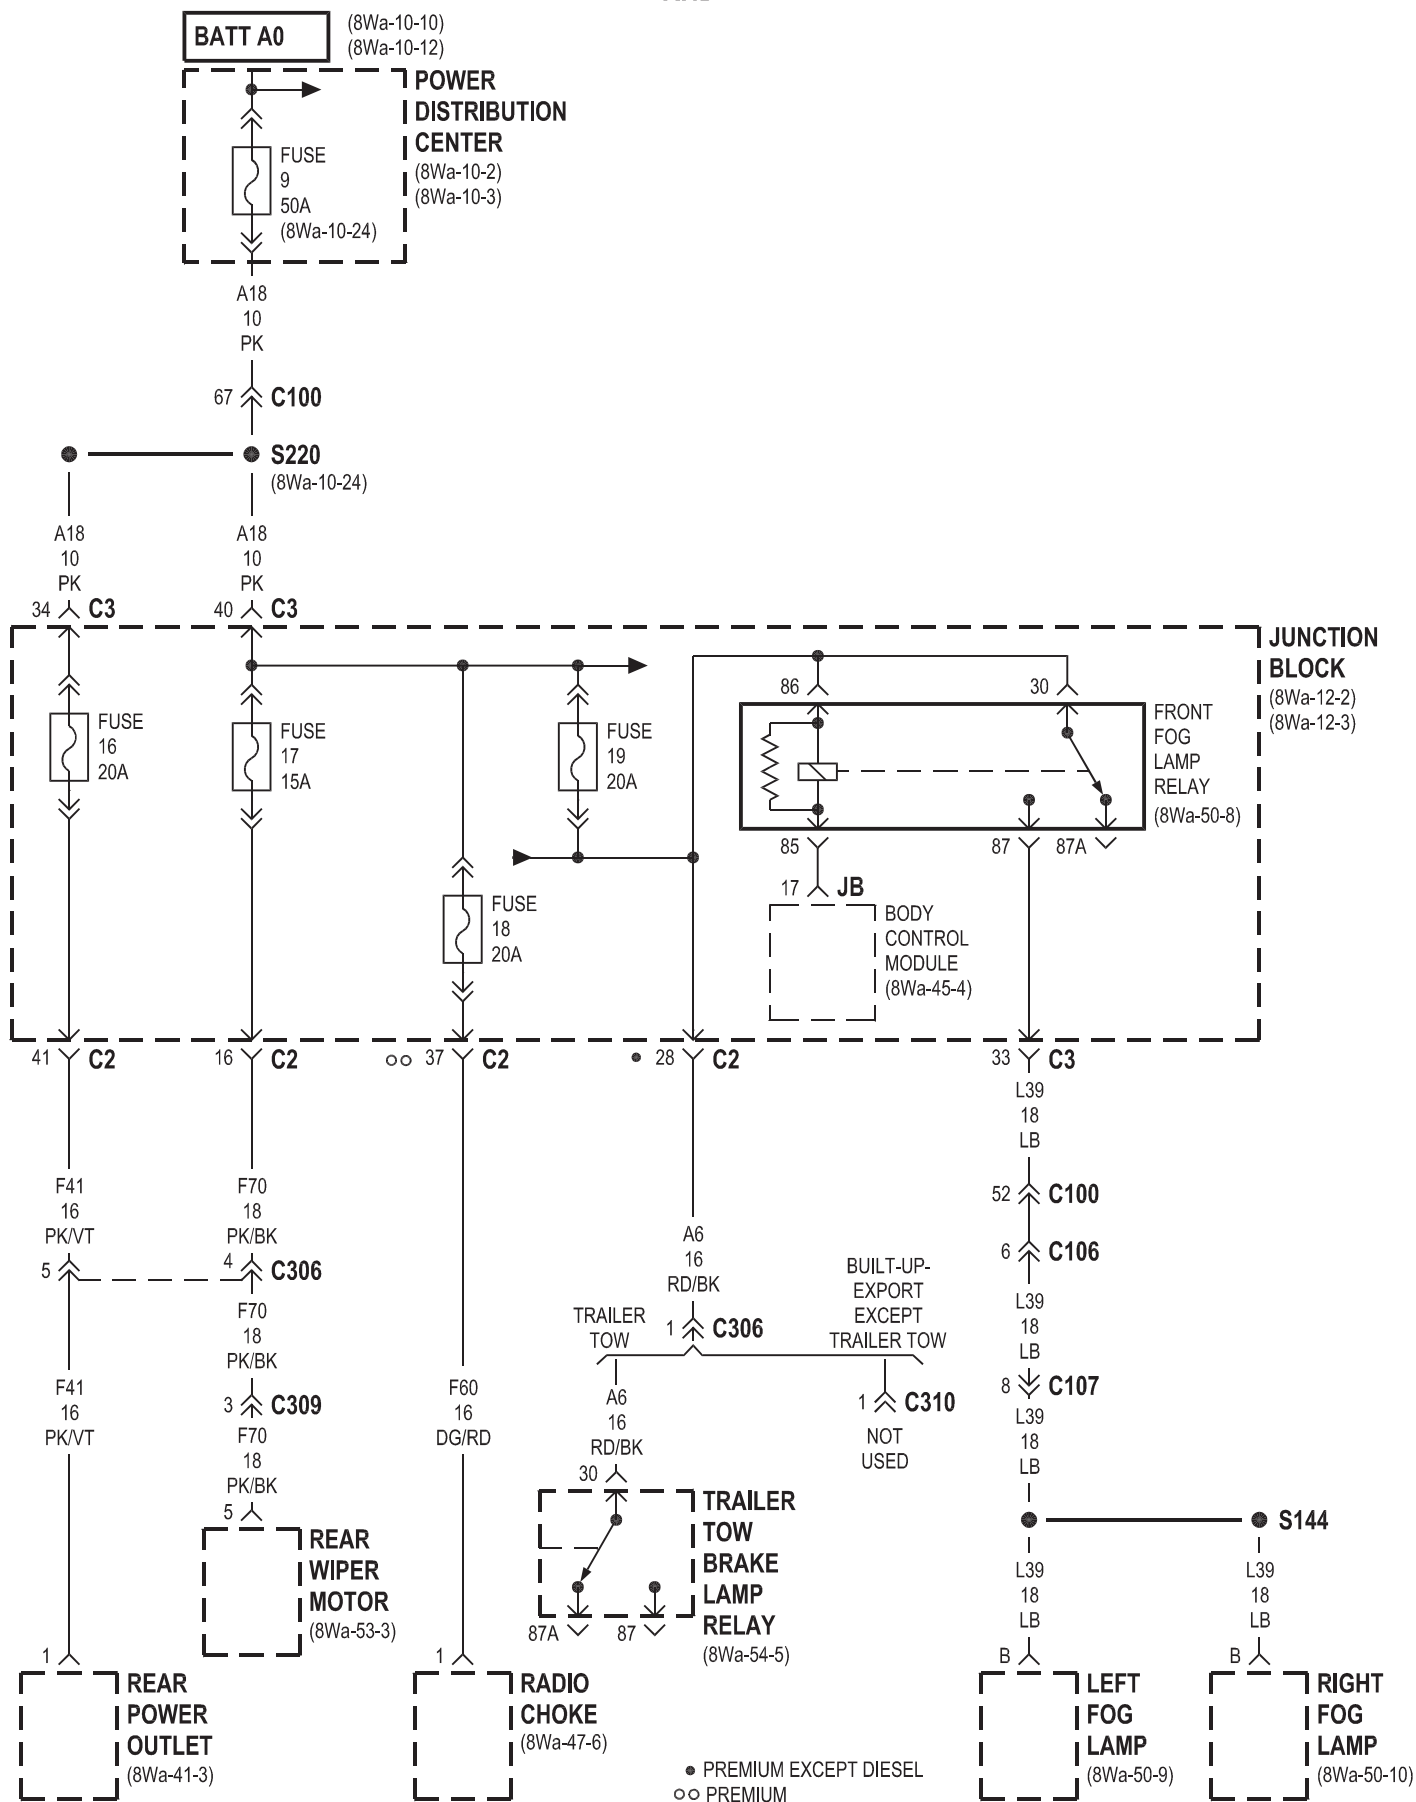 BATT A0
(8Wa-10-10)
(8Wa-10-12)
POWER
DISTRIBUTION
CENTER
(8Wa-10-2)
(8Wa-10-3)
FUSE
9
50A
(8Wa-10-24)
A18
10
PK
67 C100
S220
(8Wa-10-24)
A18
10
PK
A18
10
PK
34 C3
40 C3
JUNCTION
BLOCK
(8Wa-12-2)
(8Wa-12-3)
FUSE
16
20A
FUSE
17
15A
FUSE
19
20A
86
30
FRONT
FOG
LAMP
RELAY
(8Wa-50-8)
85
87
87A
17 JB
BODY
CONTROL
MODULE
(8Wa-45-4)
FUSE
18
20A
41 C2
16 C2
37 C2
28 C2
33 C3
L39
18
LB
52 C100
6 C106
L39
18
LB
8 C107
L39
18
LB
S144
L39
18
LB
L39
18
LB
B
B
F41
16
PK/VT
F70
18
PK/BK
5
4 C306
F70
18
PK/BK
F41
16
PK/VT
3 C309
F70
18
PK/BK
5
REAR
WIPER
MOTOR
(8Wa-53-3)
F60
16
DG/RD
A6
16
RD/BK
1 C306
TRAILER
TOW
BUILT-UP-
EXPORT
EXCEPT
TRAILER TOW
A6
16
RD/BK
1 C310
NOT
USED
30
TRAILER
TOW
BRAKE
LAMP
RELAY
(8Wa-54-5)
87A
87
1
REAR
POWER
OUTLET
(8Wa-41-3)
1
RADIO
CHOKE
(8Wa-47-6)
LEFT
FOG
LAMP
(8Wa-50-9)
RIGHT
FOG
LAMP
(8Wa-50-10)
PREMIUM EXCEPT DIESEL
PREMIUM